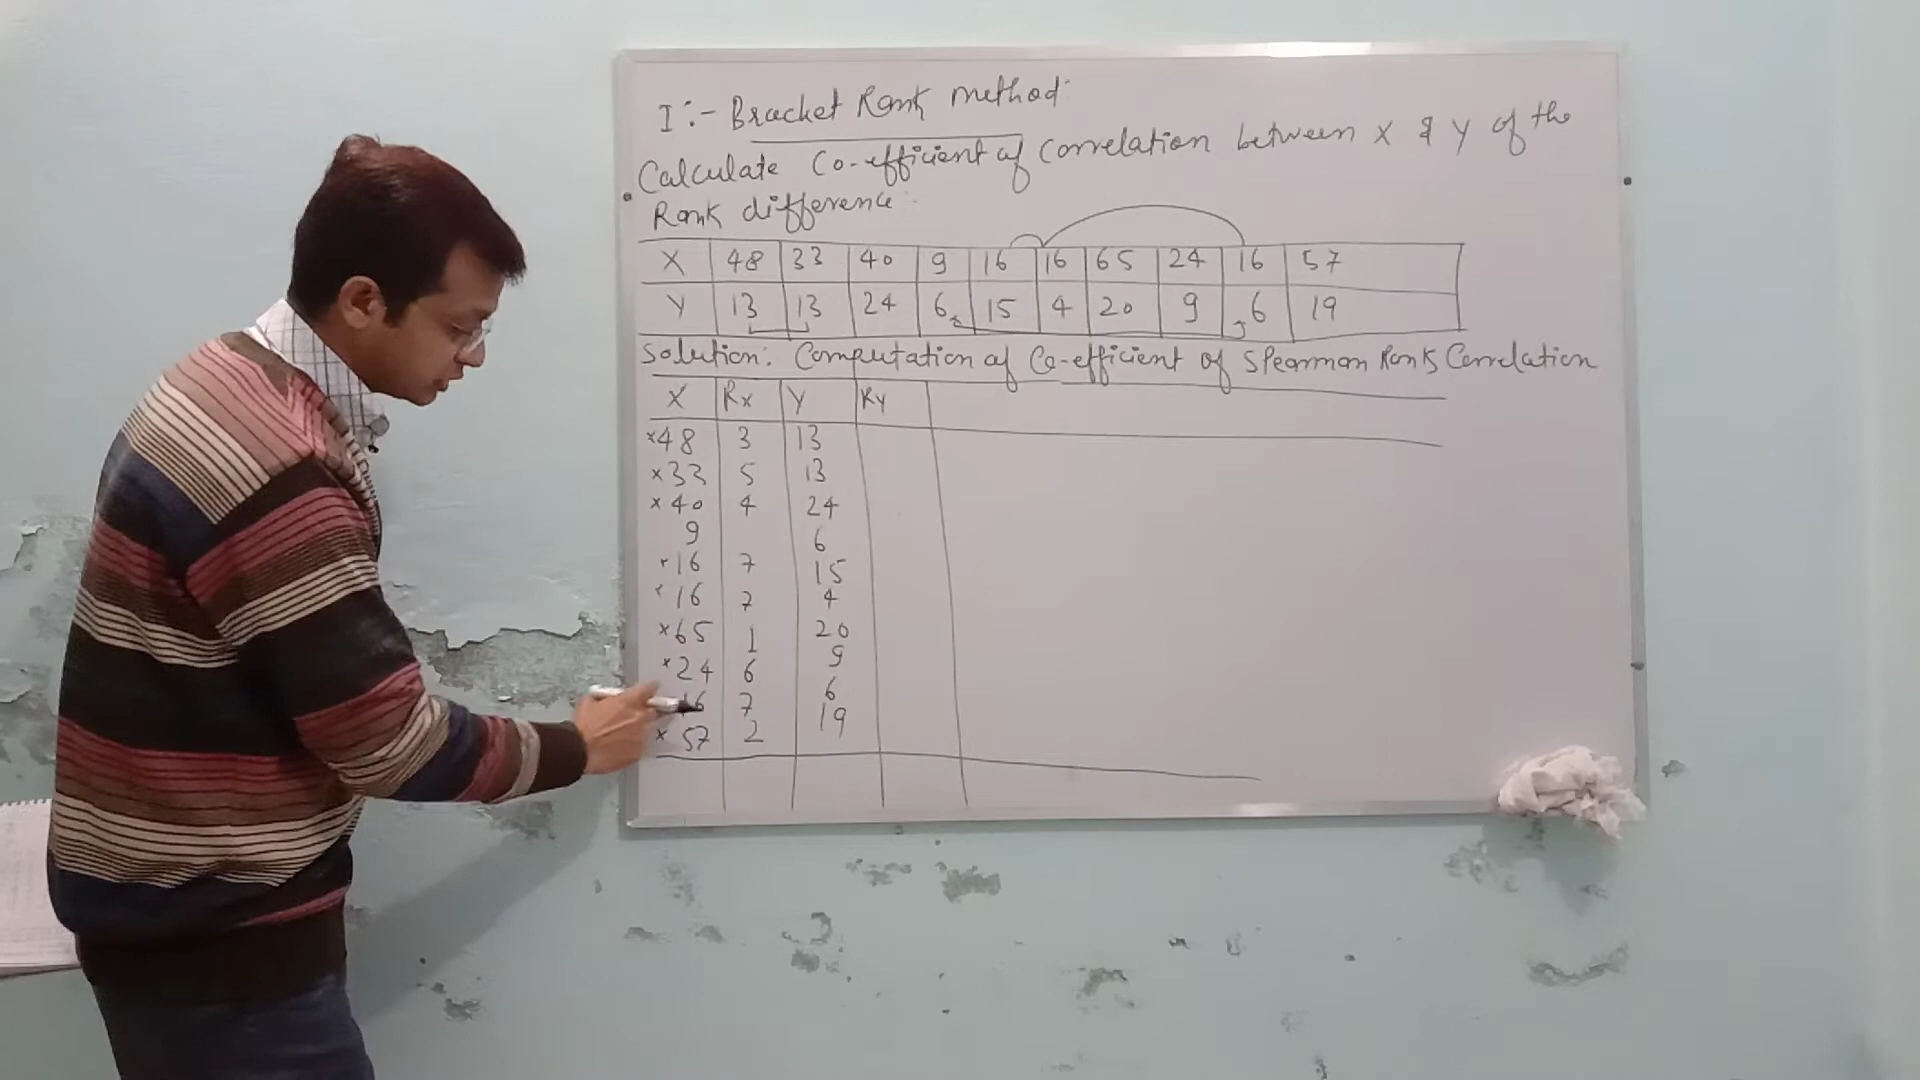 I :- Bracket Rank method
Calculate Co-efficient of Correlation between X & Y of the
Rank difference.
X 48 33 40 9 16 16 65 24 16 57
Y 13 13 24 6 15 4 20 9 6 19
Solution: Computation of Co-efficient of Spearman Ranks Correlation
X Rx Y Ry
×48 3 13
×33 5 13
×40 4 24
9 6
×16 7 15
×16 7 4
×65 1 20
×24 6 9
16 7 6
×57 2 19